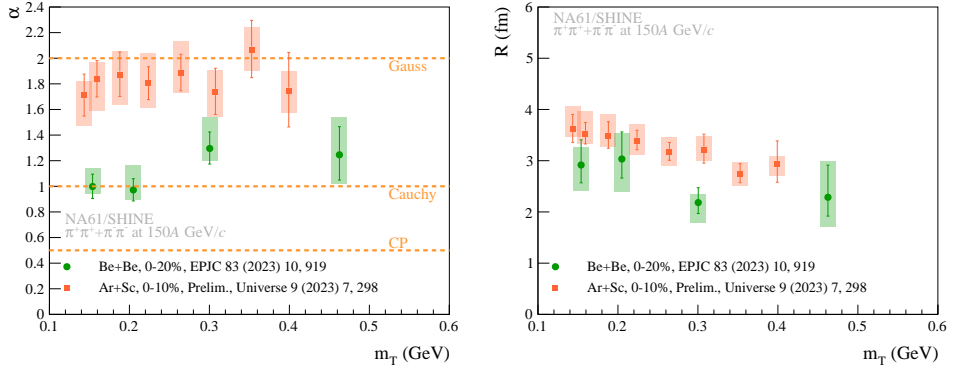 α
2.4
2.2
2
1.8
1.6
1.4
1.2
1
0.8
0.6
0.4
0.2
0
NA61/SHINE
π⁺π⁺+π⁻π⁻ at 150A GeV/c
Gauss
Cauchy
NA61/SHINE
π⁺π⁺+π⁻π⁻ at 150A GeV/c
CP
Be+Be, 0-20%, EPJC 83 (2023) 10, 919
Ar+Sc, 0-10%, Prelim., Universe 9 (2023) 7, 298
0.1 0.2 0.3 0.4 0.5 0.6
m_T (GeV)
R (fm)
6
5
4
3
2
1
0
NA61/SHINE
π⁺π⁺+π⁻π⁻ at 150A GeV/c
Be+Be, 0-20%, EPJC 83 (2023) 10, 919
Ar+Sc, 0-10%, Prelim., Universe 9 (2023) 7, 298
0.1 0.2 0.3 0.4 0.5 0.6
m_T (GeV)